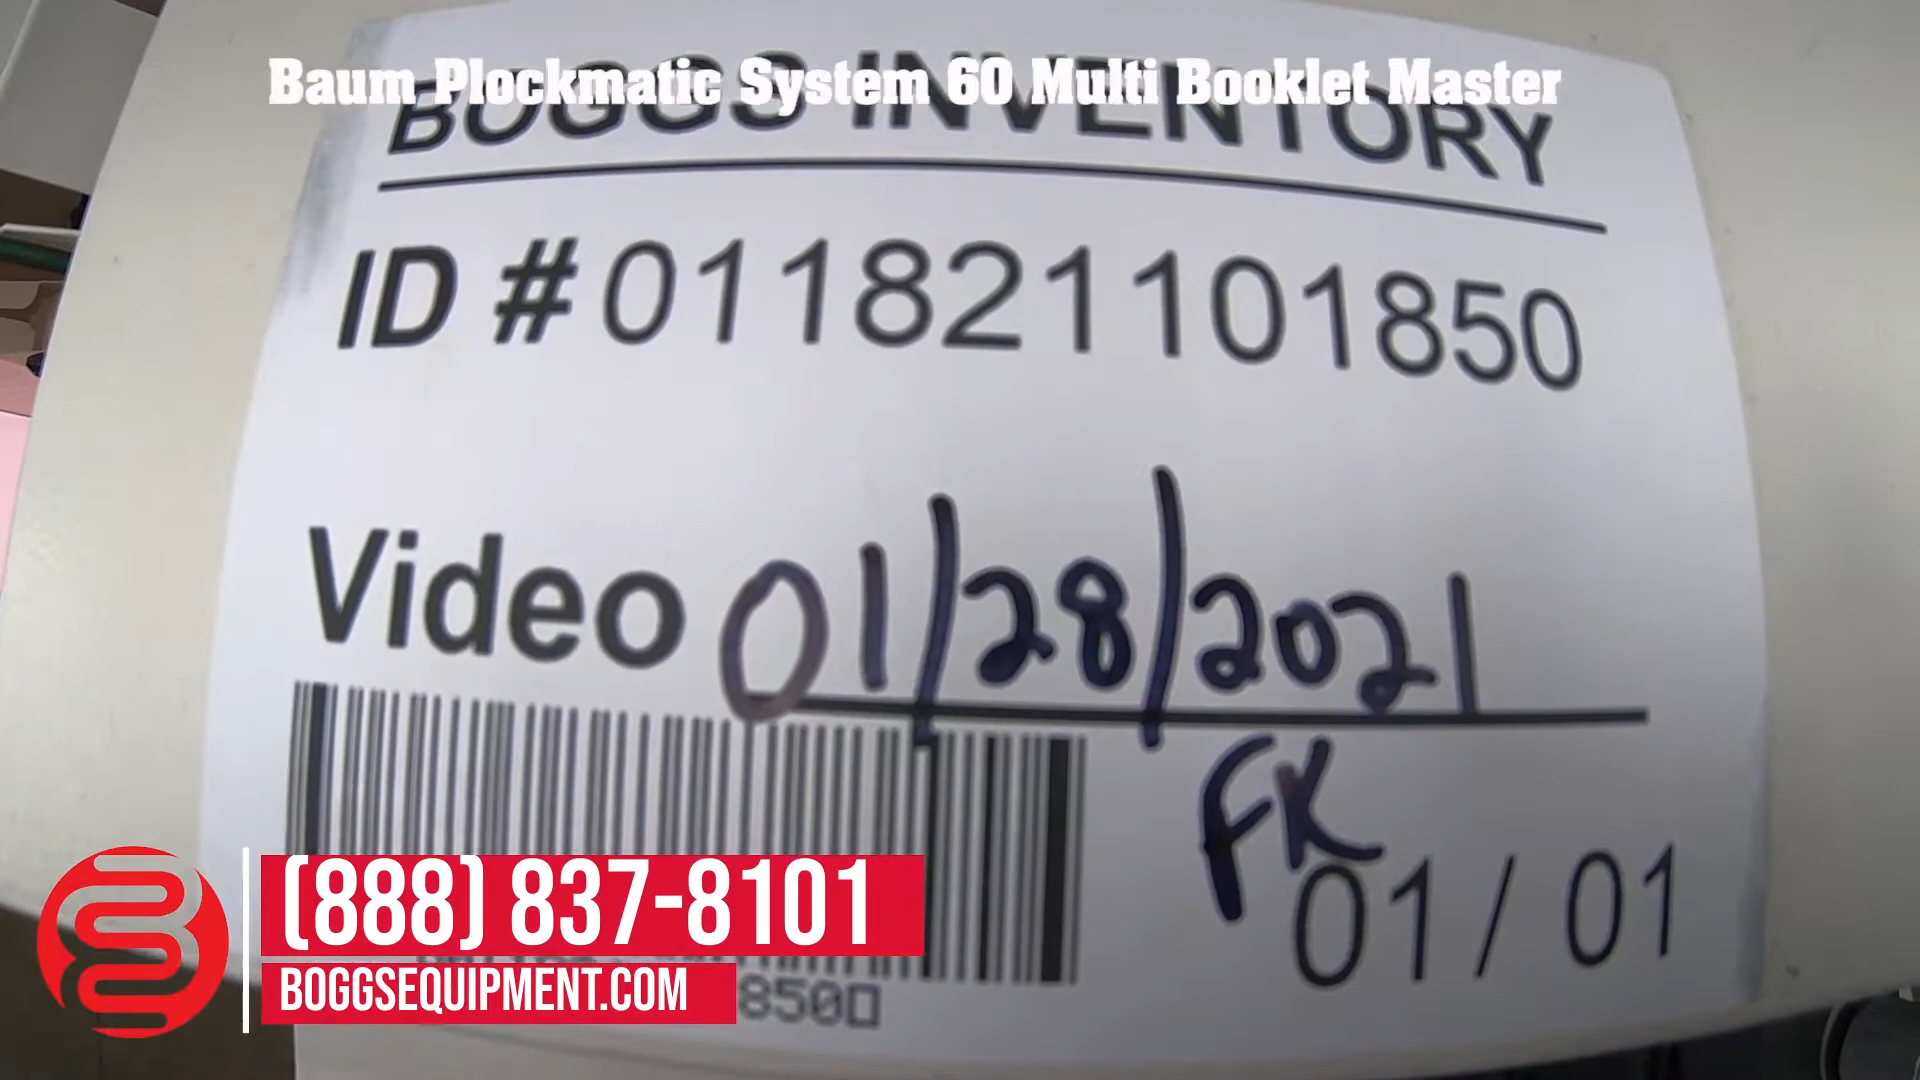 Baum Plockmatic System 60 Multi Booklet Master
BOGGS INVENTORY
ID #011821101850
Video 01/28/2021
FK
01/01
(888) 837-8101
BOGGSEQUIPMENT.COM
850